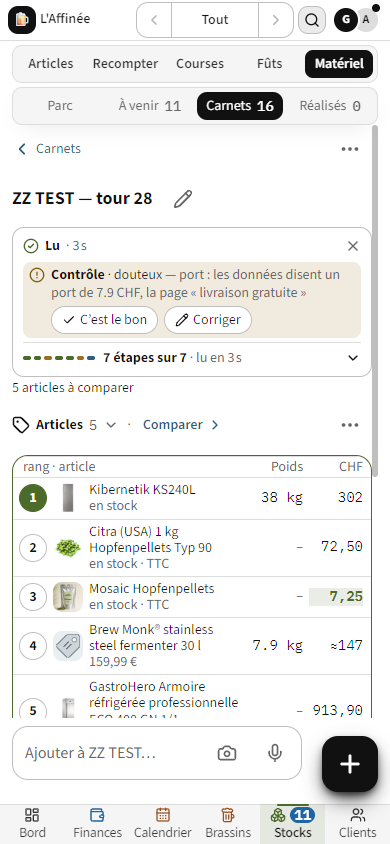 L'Affinée
Tout
G
A
Articles Recompter Courses Fûts Matériel
Parc À venir 11 Carnets 16 Réalisés 0
Carnets
ZZ TEST — tour 28
Lu · 3 s
Contrôle · douteux — port : les données disent un
port de 7.9 CHF, la page « livraison gratuite »
C'est le bon Corriger
7 étapes sur 7 · lu en 3 s
5 articles à comparer
Articles 5 · Comparer
rang · article Poids CHF
1 Kibernetik KS240L 38 kg 302
en stock
Citra (USA) 1 kg
2 Hopfenpellets Typ 90 – 72,50
en stock · TTC
3 Mosaic Hopfenpellets – 7,25
en stock · TTC
Brew Monk® stainless
4 steel fermenter 30 l 7.9 kg ≈147
159,99 €
GastroHero Armoire
5 réfrigérée professionnelle – 913,90
Ajouter à ZZ TEST…
11
Bord Finances Calendrier Brassins Stocks Clients